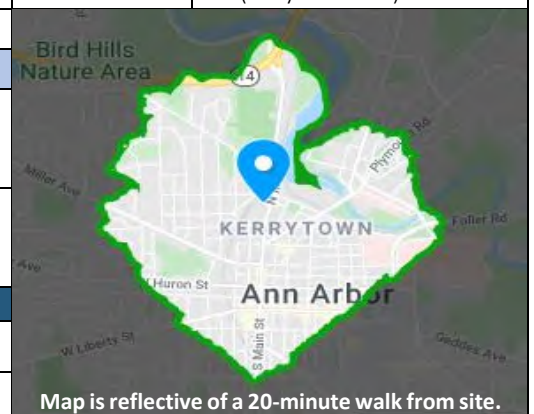 Bird Hills
Nature Area
14
Plymouth Rd.
Miller Ave
KERRYTOWN
Fuller Rd
Ave
Huron St
Ann Arbor
S Main St
W Liberty St
Geddes Ave
Map is reflective of a 20-minute walk from site.